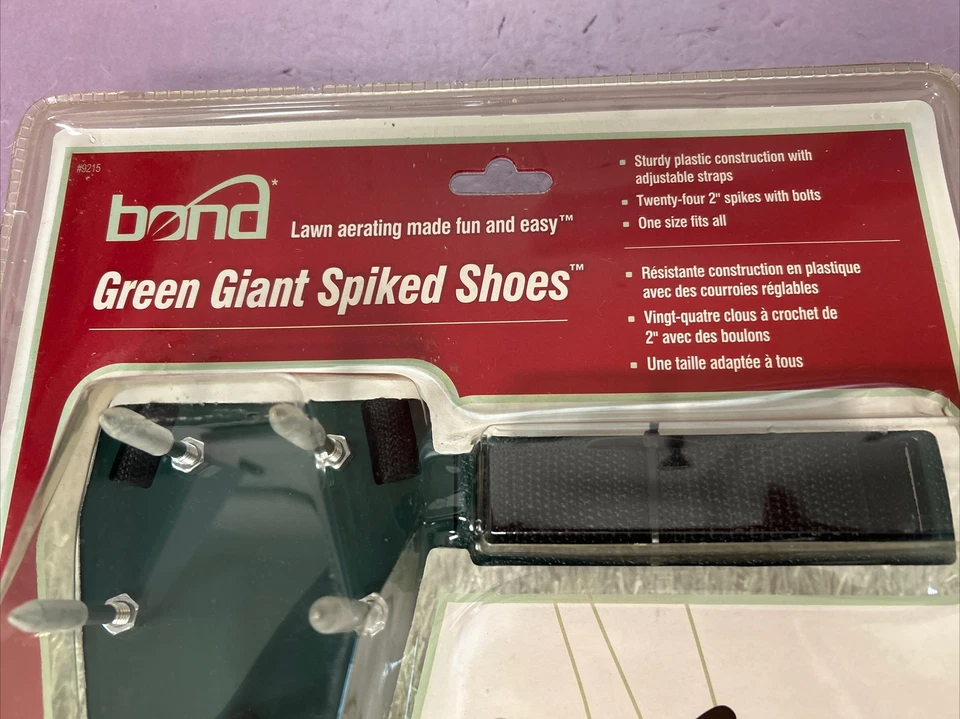 #9215
bond*
Lawn aerating made fun and easy™
Green Giant Spiked Shoes™
Sturdy plastic construction with
adjustable straps
Twenty-four 2" spikes with bolts
One size fits all
Résistante construction en plastique
avec des courroies réglables
Vingt-quatre clous à crochet de
2" avec des boulons
Une taille adaptée à tous